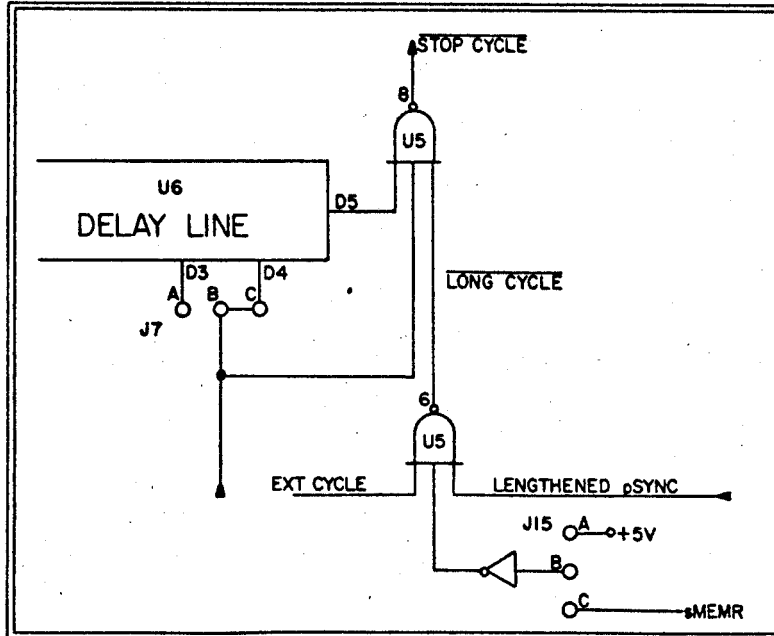 STOP CYCLE
8
U5
U6
D5
DELAY LINE
D3
D4
LONG CYCLE
A
B
C
J7
6
U5
EXT CYCLE
LENGTHENED pSYNC
J15
A
+5V
B
C
sMEMR